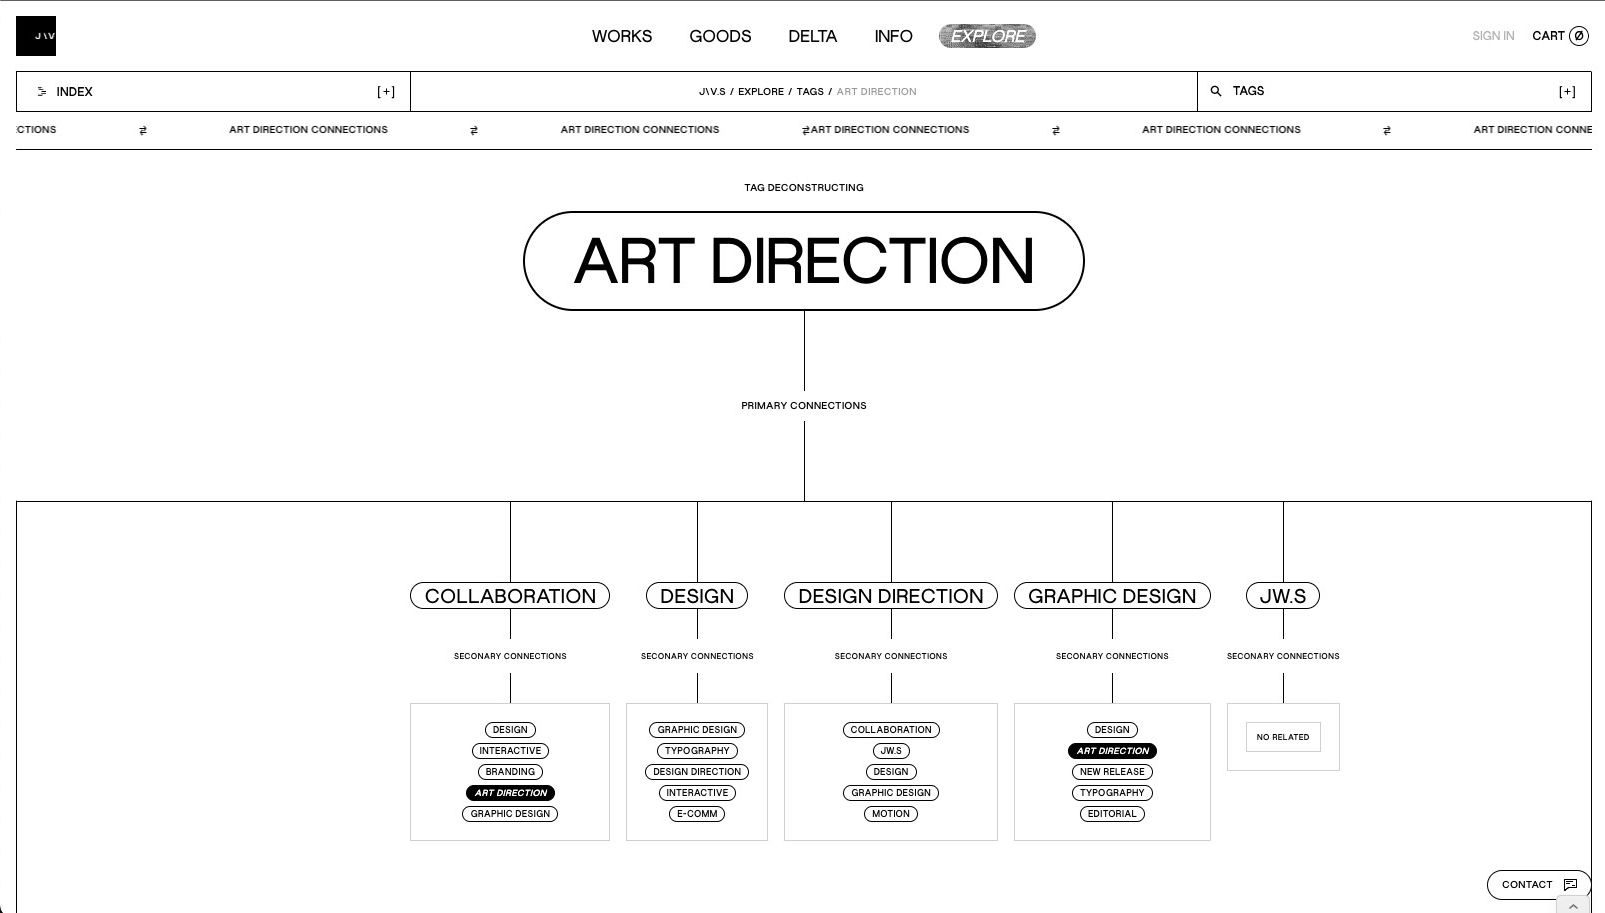 J\V
WORKS GOODS DELTA INFO EXPLORE
SIGN IN CART Ø
INDEX [+]
J\V.S / EXPLORE / TAGS / ART DIRECTION
TAGS [+]
CTIONS ⇄ ART DIRECTION CONNECTIONS ⇄ ART DIRECTION CONNECTIONS ⇄ ART DIRECTION CONNECTIONS ⇄ ART DIRECTION CONNECTIONS ⇄ ART DIRECTION CONNE
TAG DECONSTRUCTING
ART DIRECTION
PRIMARY CONNECTIONS
COLLABORATION
SECONARY CONNECTIONS
DESIGN
INTERACTIVE
BRANDING
ART DIRECTION
GRAPHIC DESIGN
DESIGN
SECONARY CONNECTIONS
GRAPHIC DESIGN
TYPOGRAPHY
DESIGN DIRECTION
INTERACTIVE
E-COMM
DESIGN DIRECTION
SECONARY CONNECTIONS
COLLABORATION
JW.S
DESIGN
GRAPHIC DESIGN
MOTION
GRAPHIC DESIGN
SECONARY CONNECTIONS
DESIGN
ART DIRECTION
NEW RELEASE
TYPOGRAPHY
EDITORIAL
JW.S
SECONARY CONNECTIONS
NO RELATED
CONTACT